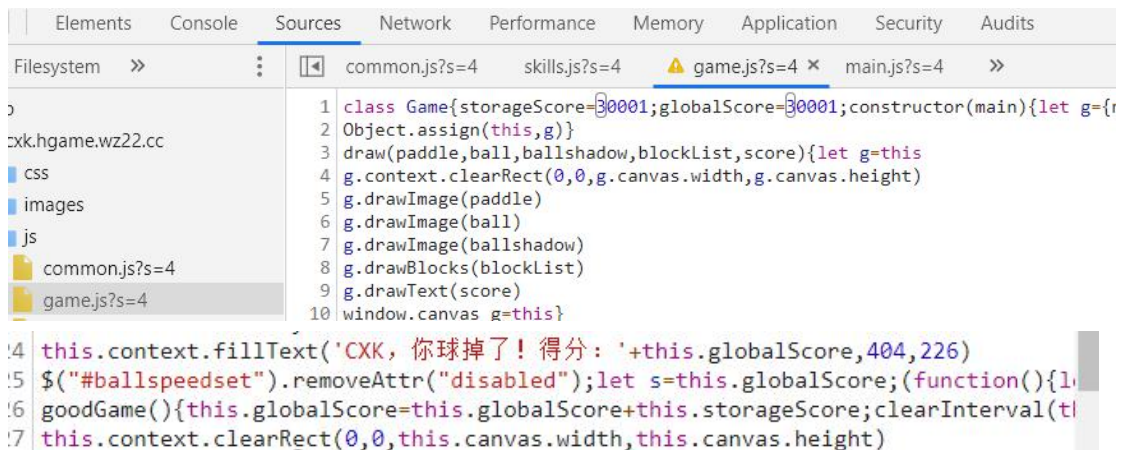 Elements Console Sources Network Performance Memory Application Security Audits
Filesystem » common.js?s=4 skills.js?s=4 game.js?s=4 × main.js?s=4 »
cxk.hgame.wz22.cc
css
images
js
common.js?s=4
game.js?s=4
1 class Game{storageScore=30001;globalScore=30001;constructor(main){let g={
2 Object.assign(this,g)}
3 draw(paddle,ball,ballshadow,blockList,score){let g=this
4 g.context.clearRect(0,0,g.canvas.width,g.canvas.height)
5 g.drawImage(paddle)
6 g.drawImage(ball)
7 g.drawImage(ballshadow)
8 g.drawBlocks(blockList)
9 g.drawText(score)
10 window.canvas_g=this}
24 this.context.fillText('CXK，你球掉了！得分：'+this.globalScore,404,226)
25 $("#ballspeedset").removeAttr("disabled");let s=this.globalScore;(function(){l
26 goodGame(){this.globalScore=this.globalScore+this.storageScore;clearInterval(t
27 this.context.clearRect(0,0,this.canvas.width,this.canvas.height)